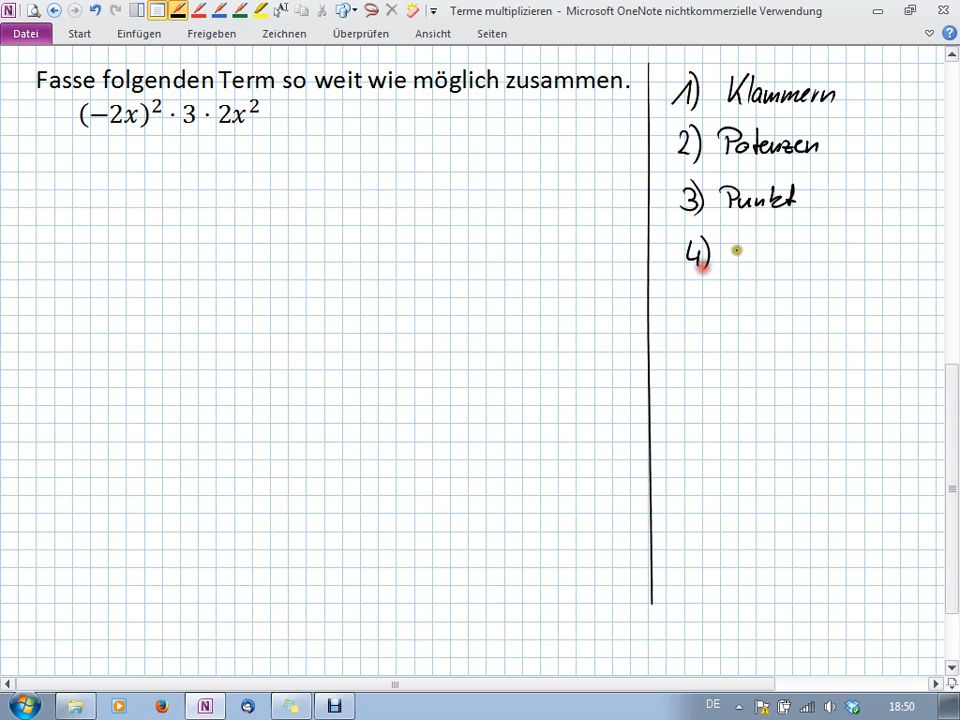 Terme multiplizieren - Microsoft OneNote nichtkommerzielle Verwendung
Datei Start Einfügen Freigeben Zeichnen Überprüfen Ansicht Seiten
Fasse folgenden Term so weit wie möglich zusammen.
(−2x)² · 3 · 2x²
1) Klammern
2) Potenzen
3) Punkt
4)
DE 18:50